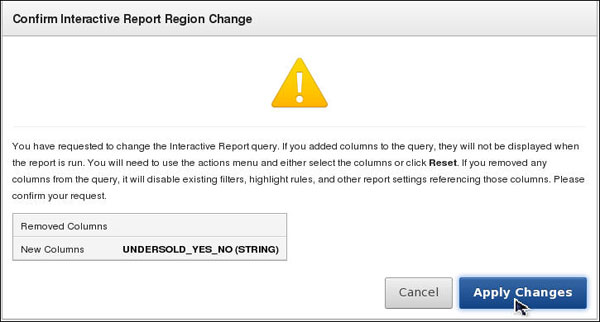 Confirm Interactive Report Region Change
You have requested to change the Interactive Report query. If you added columns to the query, they will not be displayed when
the report is run. You will need to use the actions menu and either select the columns or click Reset. If you removed any
columns from the query, it will disable existing filters, highlight rules, and other report settings referencing those columns. Please
confirm your request.
Removed Columns
New Columns UNDERSOLD_YES_NO (STRING)
Cancel Apply Changes